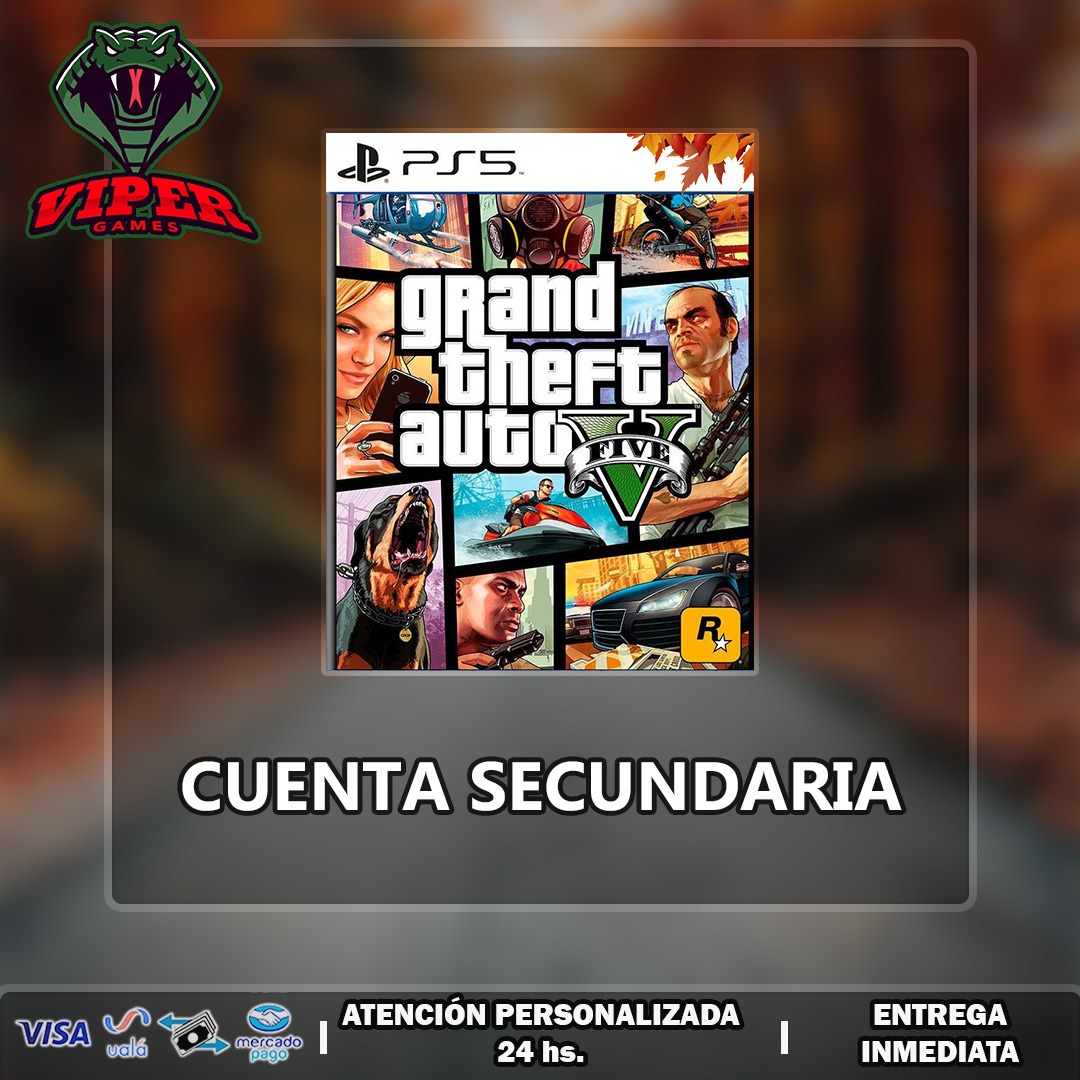 VIPER
GAMES
PS5
grand
theft
auto
V
FIVE
R
CUENTA SECUNDARIA
VISA
ualá
mercado
pago
ATENCIÓN PERSONALIZADA
24 hs.
ENTREGA
INMEDIATA